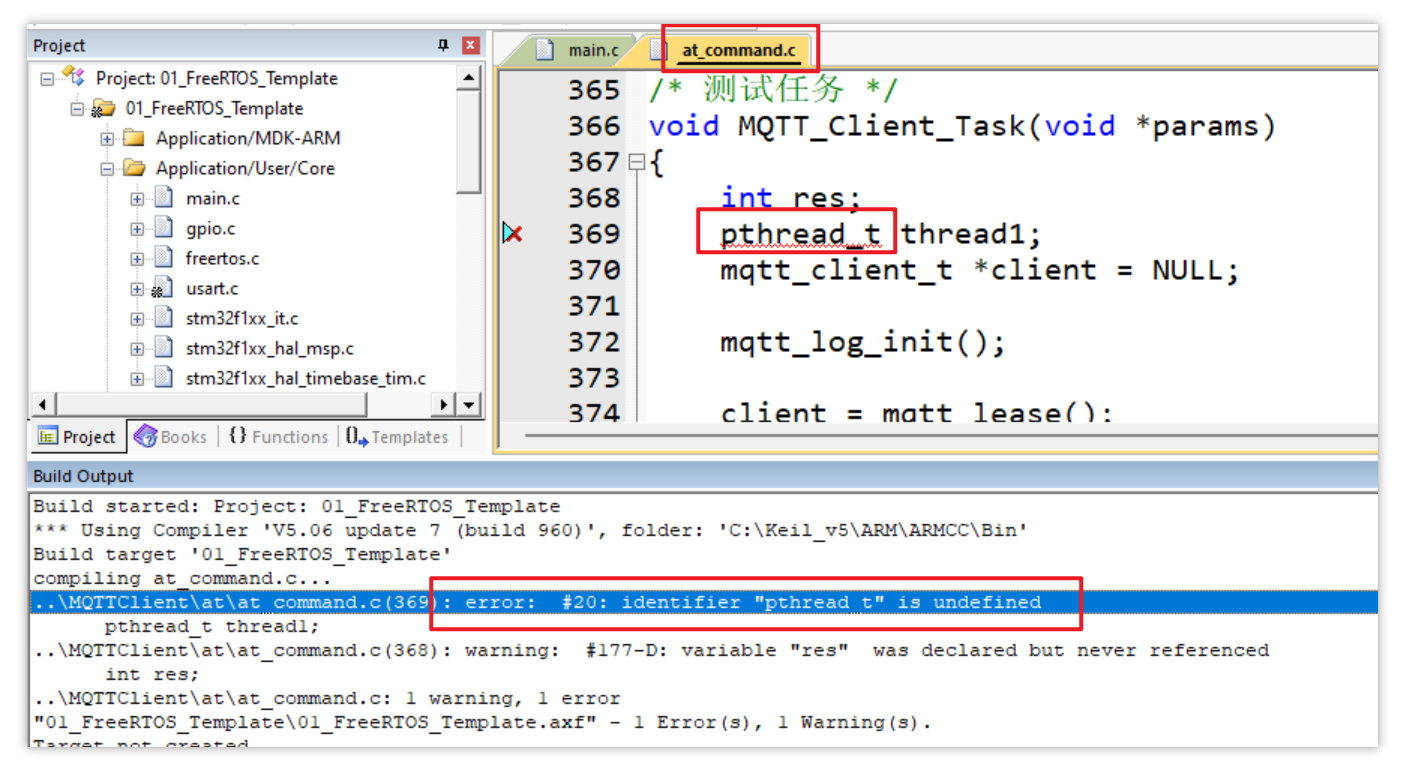 Project
Project: 01_FreeRTOS_Template
01_FreeRTOS_Template
Application/MDK-ARM
Application/User/Core
main.c
gpio.c
freertos.c
usart.c
stm32f1xx_it.c
stm32f1xx_hal_msp.c
stm32f1xx_hal_timebase_tim.c
Project Books {} Functions Templates
main.c at_command.c
365 /* 测试任务 */
366 void MQTT_Client_Task(void *params)
367 {
368 int res;
369 pthread_t thread1;
370 mqtt_client_t *client = NULL;
371
372 mqtt_log_init();
373
374 client = mqtt_lease();
Build Output
Build started: Project: 01_FreeRTOS_Template
*** Using Compiler 'V5.06 update 7 (build 960)', folder: 'C:\Keil_v5\ARM\ARMCC\Bin'
Build target '01_FreeRTOS_Template'
compiling at_command.c...
..\MQTTClient\at\at_command.c(369): error:  #20: identifier "pthread_t" is undefined
pthread_t thread1;
..\MQTTClient\at\at_command.c(368): warning:  #177-D: variable "res"  was declared but never referenced
int res;
..\MQTTClient\at\at_command.c: 1 warning, 1 error
"01_FreeRTOS_Template\01_FreeRTOS_Template.axf" - 1 Error(s), 1 Warning(s).
Target not created